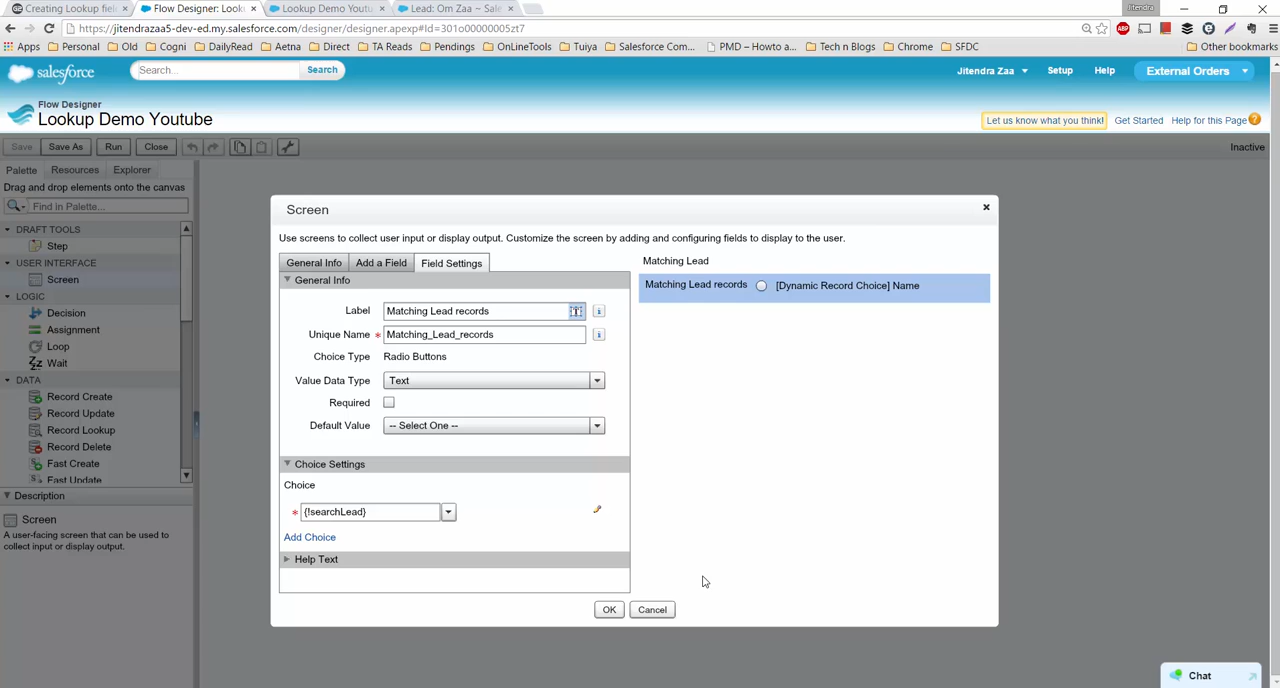 Creating Lookup fiel
Flow Designer: Look
Lookup Demo Youtu
Lead: Om Zaa ~ Sale
Jitendra
https://jitendrazaa5-dev-ed.my.salesforce.com/designer/designer.apexp#Id=301o00000005zt7
Apps
Personal
Old
Cogni
DailyRead
Aetna
Direct
TA Reads
Pendings
OnLineTools
Tuiya
Salesforce Com...
PMD – Howto a...
Tech n Blogs
Chrome
SFDC
Other bookmarks
salesforce
Search...
Search
Jitendra Zaa
Setup
Help
External Orders
Flow Designer
Lookup Demo Youtube
Let us know what you think!
Get Started
Help for this Page
Save
Save As
Run
Close
Inactive
Palette
Resources
Explorer
Drag and drop elements onto the canvas
Find in Palette...
DRAFT TOOLS
Step
USER INTERFACE
Screen
LOGIC
Decision
Assignment
Loop
Wait
DATA
Record Create
Record Update
Record Lookup
Record Delete
Fast Create
Fast Update
Description
Screen
A user-facing screen that can be used to
collect input or display output.
Screen
Use screens to collect user input or display output. Customize the screen by adding and configuring fields to display to the user.
General Info
Add a Field
Field Settings
General Info
Label
Matching Lead records
Unique Name * Matching_Lead_records
Choice Type Radio Buttons
Value Data Type Text
Required
Default Value -- Select One --
Choice Settings
Choice
* {!searchLead}
Add Choice
Help Text
Matching Lead
Matching Lead records [Dynamic Record Choice] Name
OK
Cancel
Chat